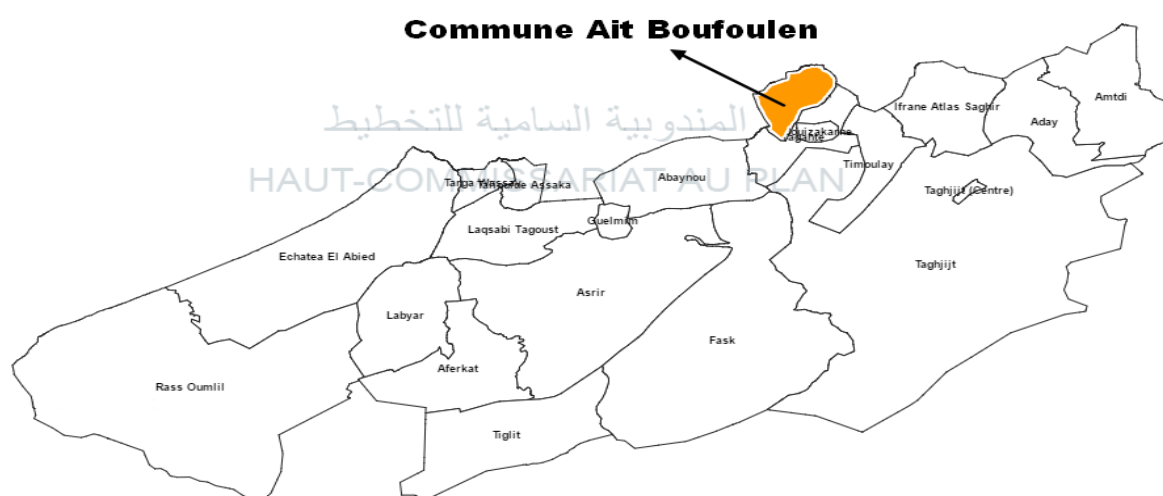 Commune Ait Boufoulen
المندوبية السامية للتخطيط
HAUT-COMMISSARIAT AU PLAN
Amtdi
Ifrane Atlas Saghir
Aday
Timoulay
Abaynou
Taghjijt (Centre)
Guelmim
Laqsabi Tagoust
Echatea El Abied
Taghjijt
Asrir
Labyar
Fask
Aferkat
Rass Oumlil
Tiglit